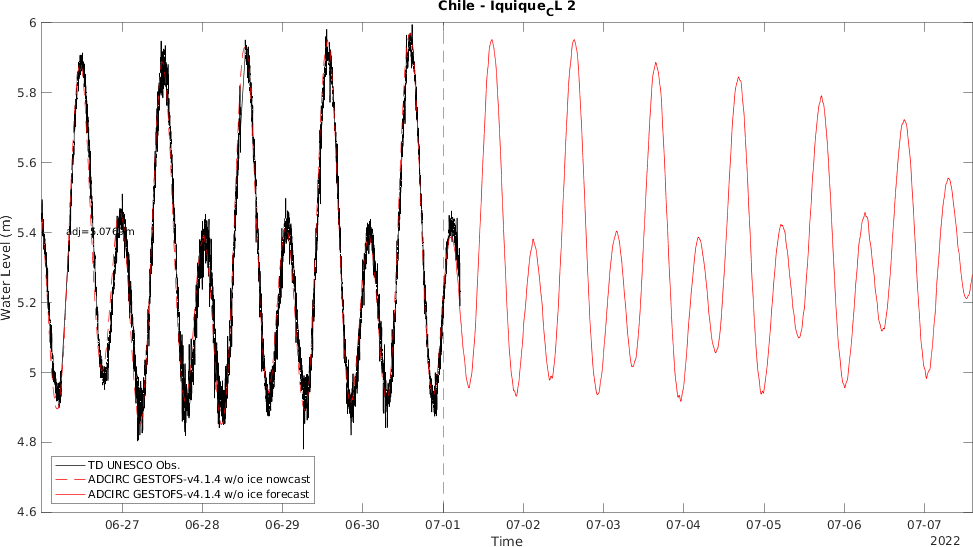 Chile - Iquique_CL 2
6
5.8
5.6
5.4
5.2
5
4.8
4.6
Water Level (m)
adj=5.0769m
TD UNESCO Obs.
ADCIRC GESTOFS-v4.1.4 w/o ice nowcast
ADCIRC GESTOFS-v4.1.4 w/o ice forecast
06-27 06-28 06-29 06-30 07-01 07-02 07-03 07-04 07-05 07-06 07-07
Time
2022